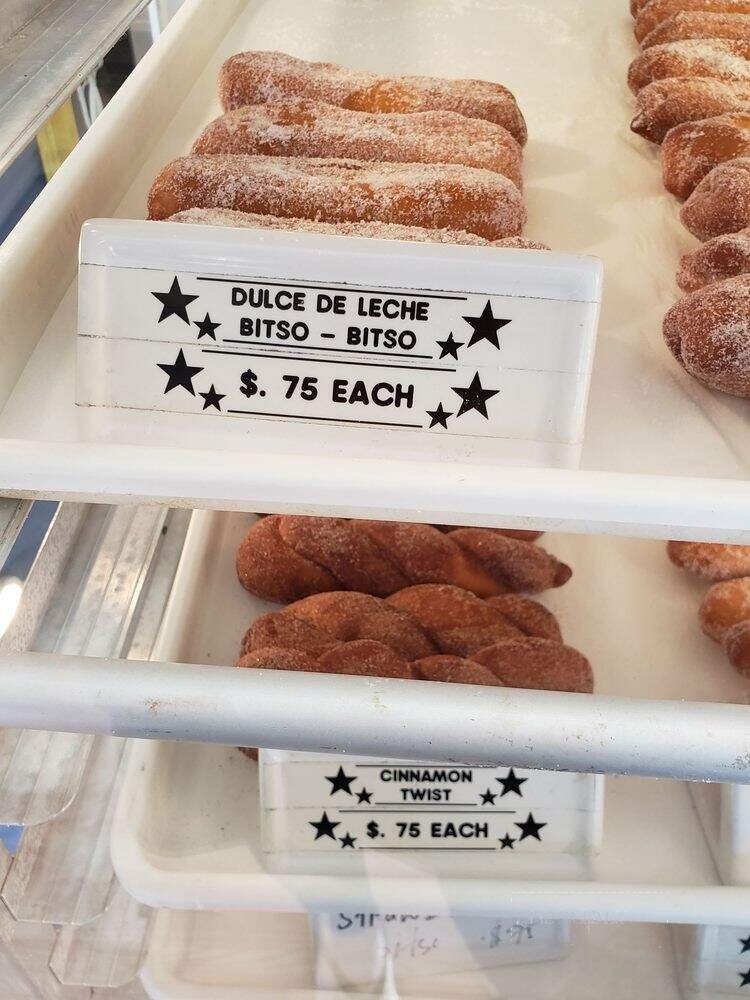 DULCE DE LECHE
BITSO - BITSO
$. 75 EACH
CINNAMON
TWIST
$. 75 EACH